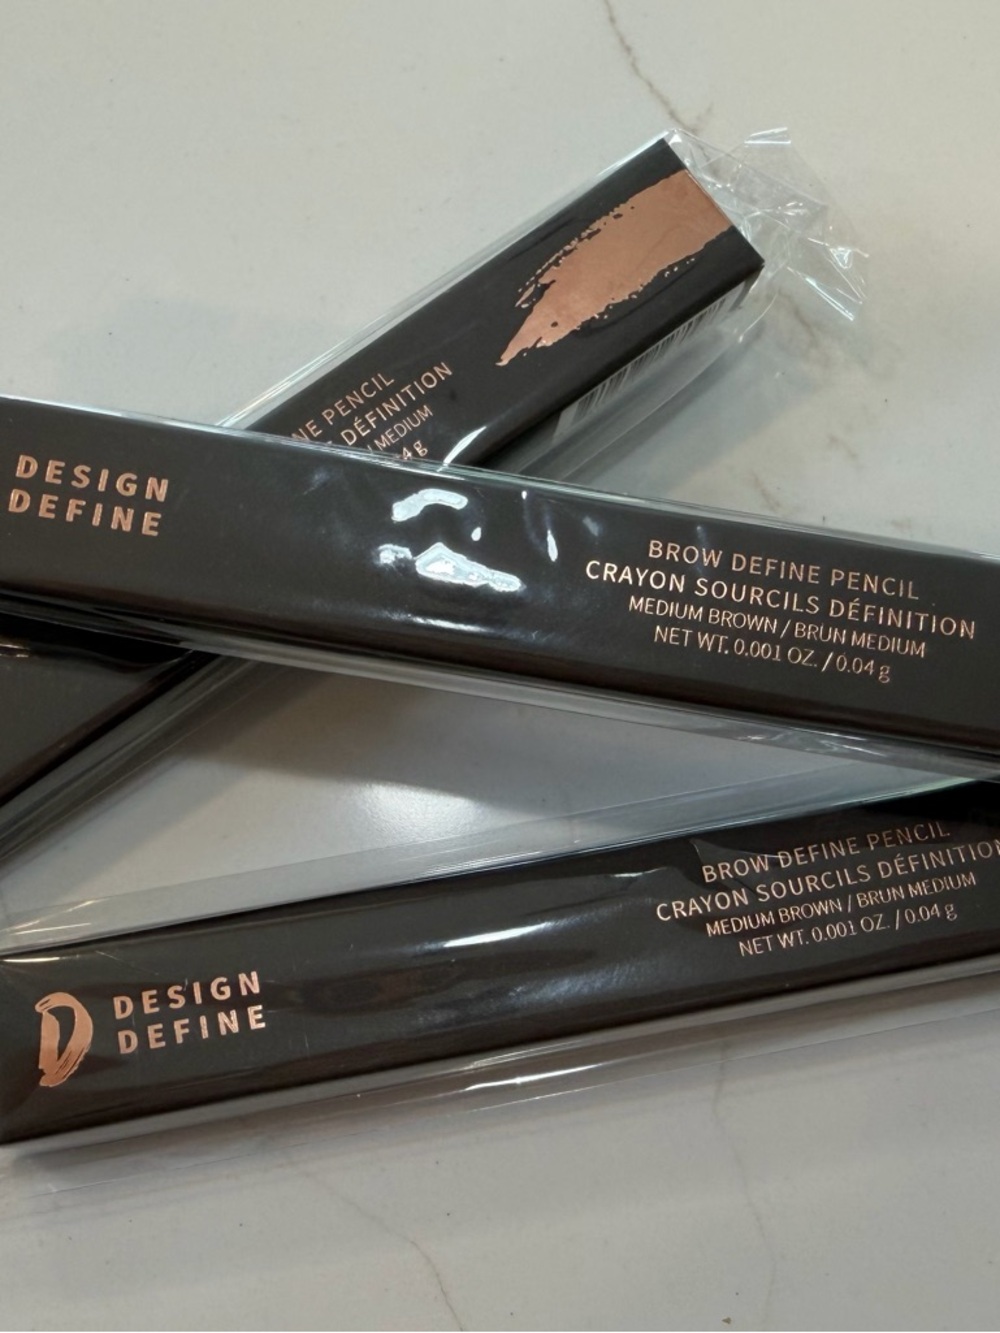 NE PENCIL
DÉFINITION
MEDIUM
4 g
DESIGN
DEFINE
BROW DEFINE PENCIL
CRAYON SOURCILS DÉFINITION
MEDIUM BROWN / BRUN MEDIUM
NET WT. 0.001 OZ. / 0.04 g
BROW DEFINE PENCIL
CRAYON SOURCILS DÉFINITION
MEDIUM BROWN / BRUN MEDIUM
NET WT. 0.001 OZ. / 0.04 g
D
DESIGN
DEFINE